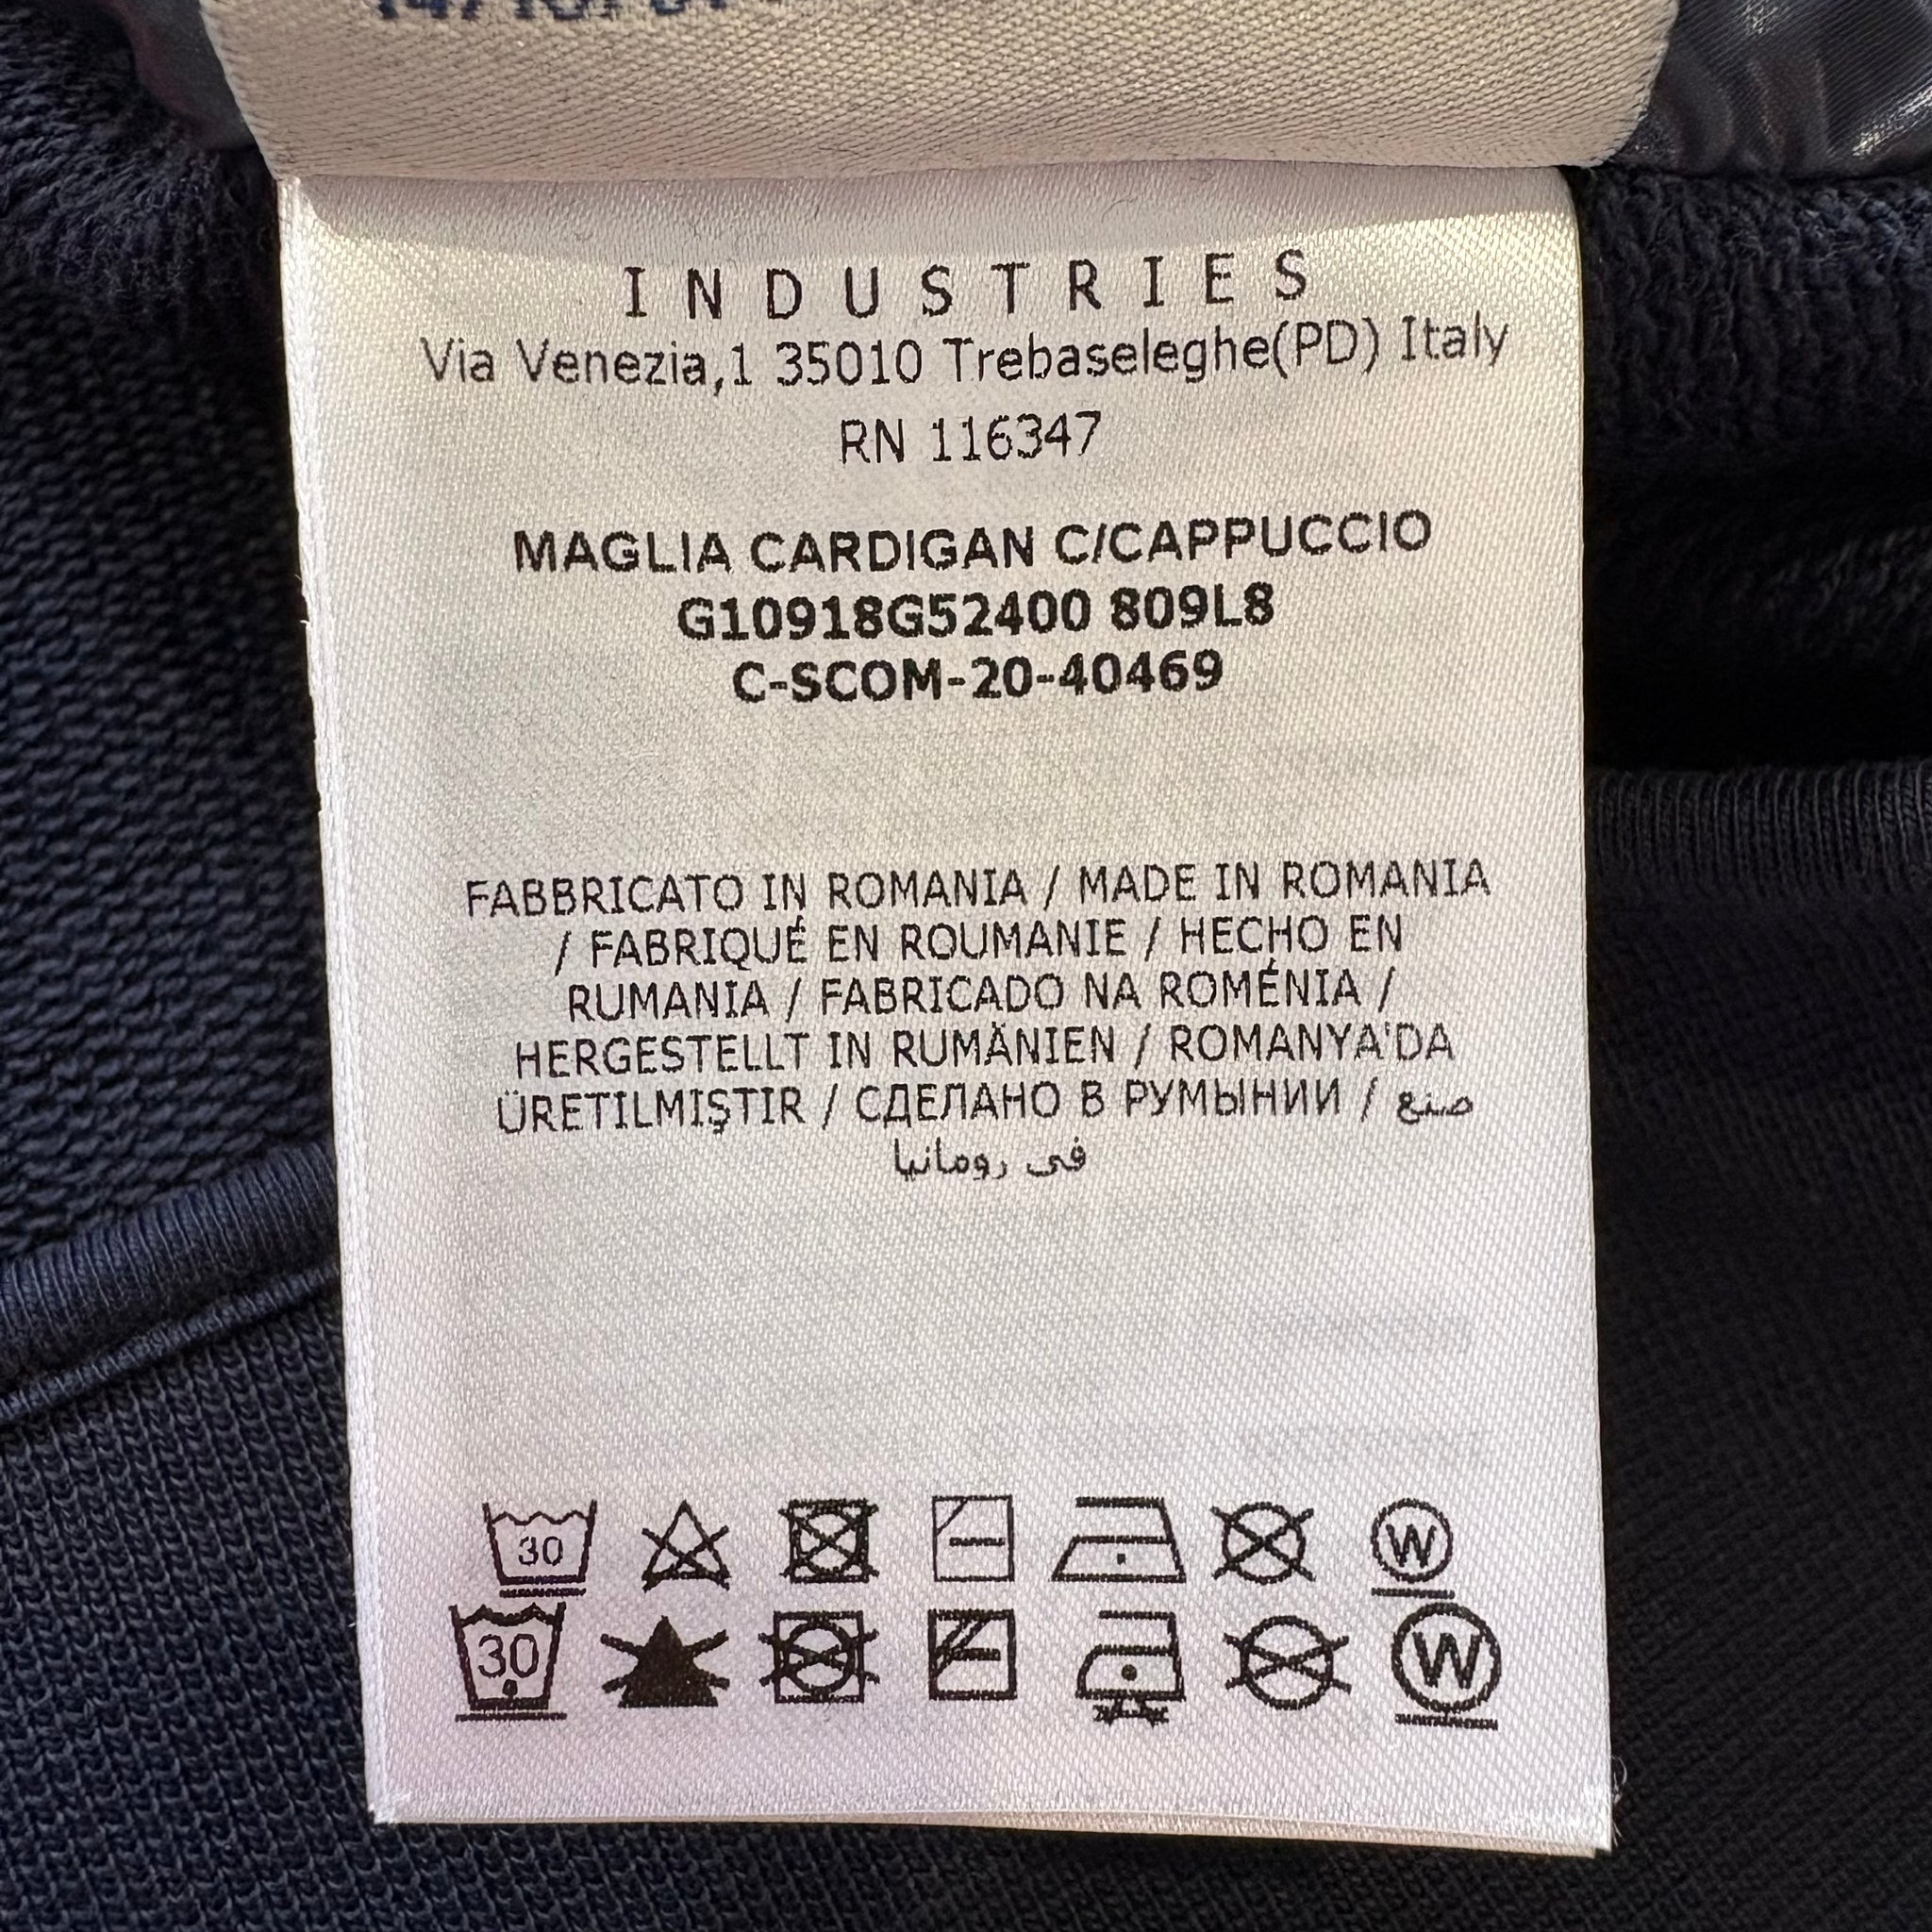 INDUSTRIES
Via Venezia,1 35010 Trebaseleghe(PD) Italy
RN 116347
MAGLIA CARDIGAN C/CAPPUCCIO
G10918G52400 809L8
C-SCOM-20-40469
FABBRICATO IN ROMANIA / MADE IN ROMANIA
/ FABRIQUÉ EN ROUMANIE / HECHO EN
RUMANIA / FABRICADO NA ROMÉNIA /
HERGESTELLT IN RUMÄNIEN / ROMANYA'DA
ÜRETILMIŞTIR / СДЕЛАНО В РУМЫНИИ / صنع
فى رومانيا
30 W
30 W